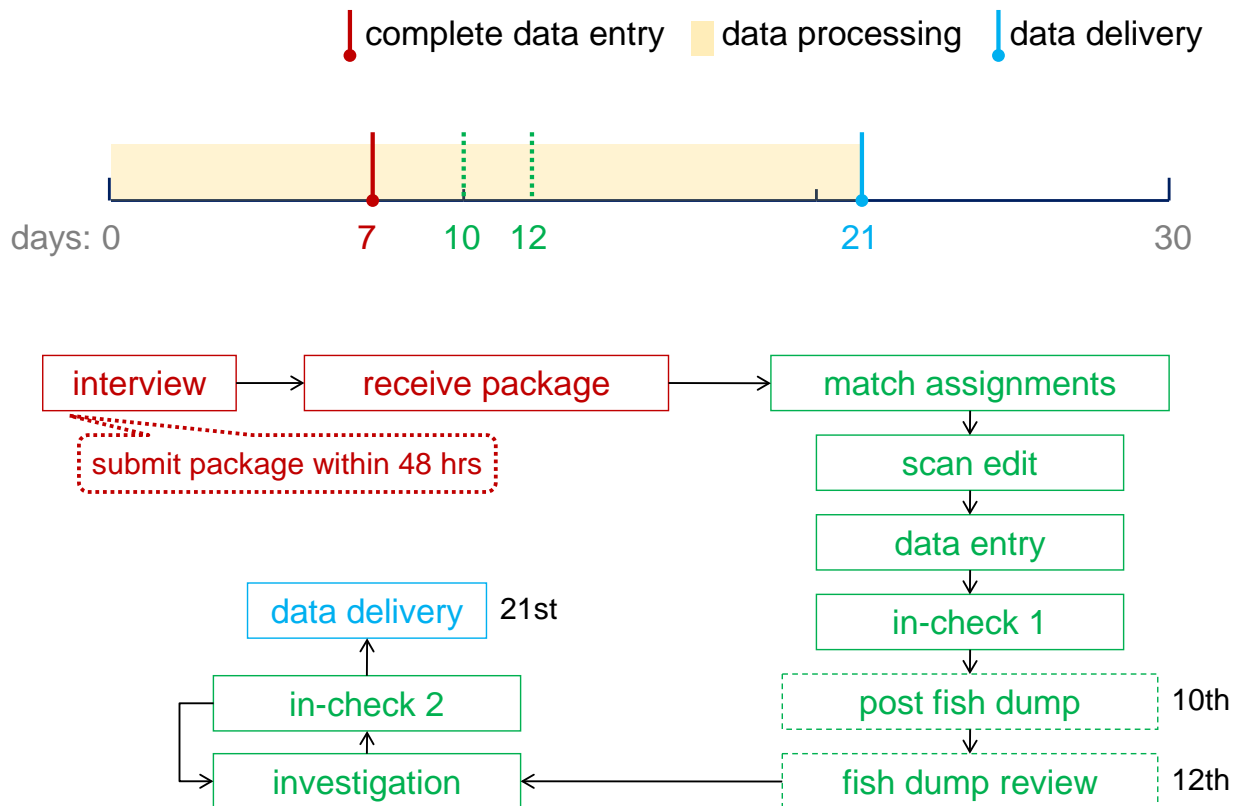 complete data entry data processing data delivery
days: 0 7 10 12 21 30
interview receive package match assignments
submit package within 48 hrs
scan edit
data entry
data delivery 21st
in-check 1
in-check 2
post fish dump 10th
investigation
fish dump review 12th